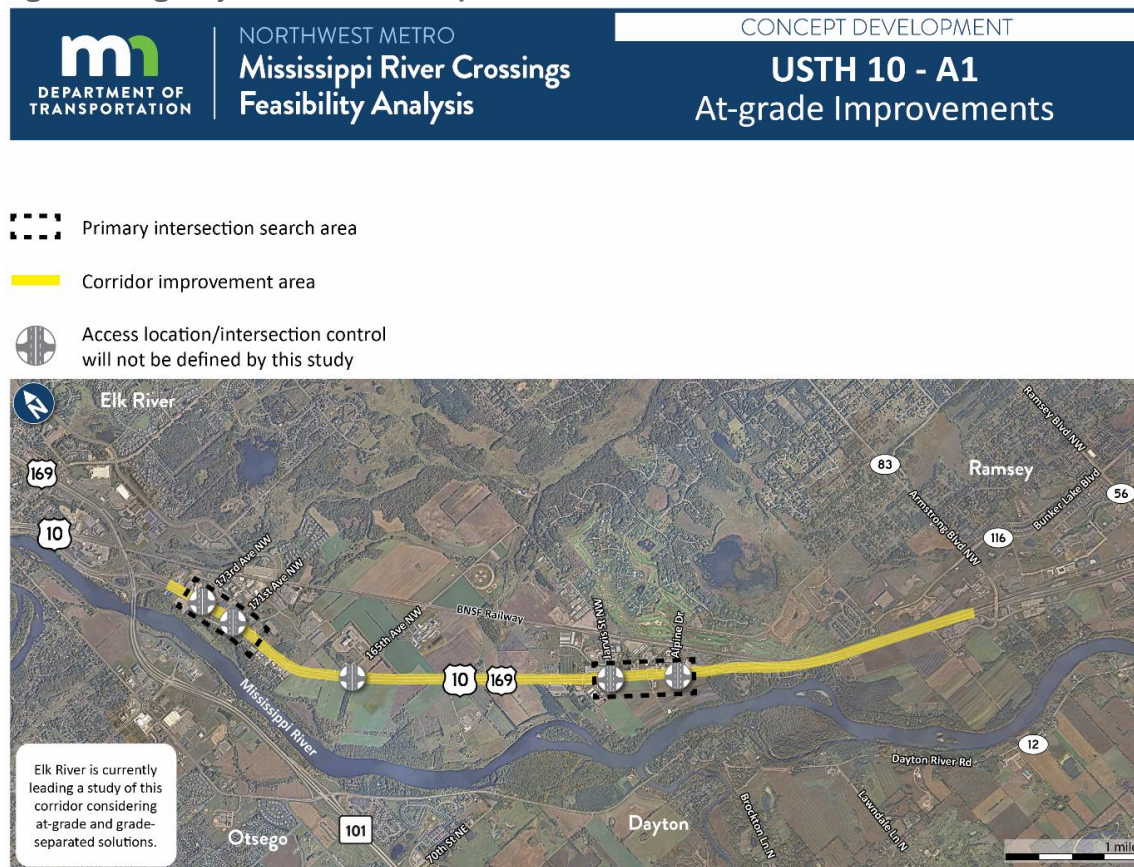 mn
DEPARTMENT OF
TRANSPORTATION
NORTHWEST METRO
Mississippi River Crossings
Feasibility Analysis
CONCEPT DEVELOPMENT
USTH 10 - A1
At-grade Improvements
Primary intersection search area
Corridor improvement area
Access location/intersection control
will not be defined by this study
N
Elk River
169
10
173rd Ave NW
171st Ave NW
165th Ave NW
BNSF Railway
10
169
Jarvis St NW
Alpine Dr
83
Armstrong Blvd NW
Ramsey
Ramsey Blvd NW
Bunker Lake Blvd
56
116
Mississippi River
Dayton River Rd
12
Elk River is currently
leading a study of this
corridor considering
at-grade and grade-
separated solutions.
Otsego
101
70th St NE
Dayton
Brockton Ln N
Lawndale Ln N
1 mile